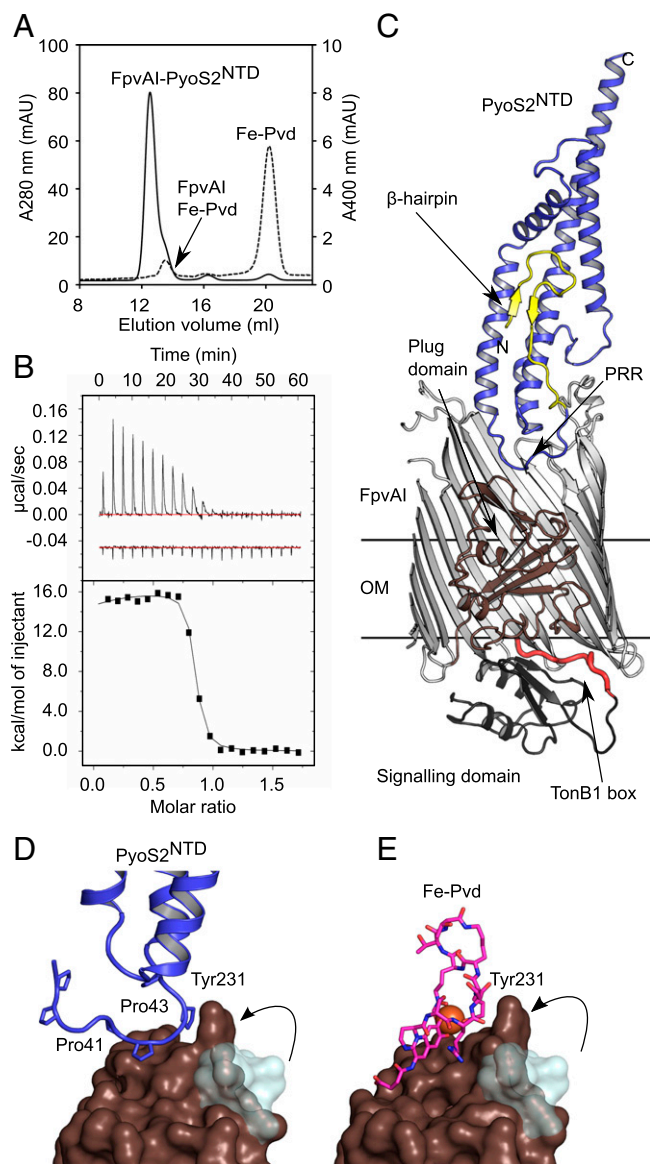 A
100
80
60
40
20
0
A280 nm (mAU)
10
8
6
4
2
0
A400 nm (mAU)
FpvAI-PyoS2NTD
Fe-Pvd
FpvAI
Fe-Pvd
8 12 16 20
Elution volume (ml)
B
Time (min)
0 10 20 30 40 50 60
0.16
0.12
0.08
0.04
0.00
-0.04
µcal/sec
16.0
12.0
8.0
4.0
0.0
kcal/mol of injectant
0.0 0.5 1.0 1.5
Molar ratio
C
C
PyoS2NTD
β-hairpin
N
Plug
domain
PRR
FpvAI
OM
Signalling domain
TonB1 box
D
PyoS2NTD
Tyr231
Pro43
Pro41
E
Fe-Pvd
Tyr231